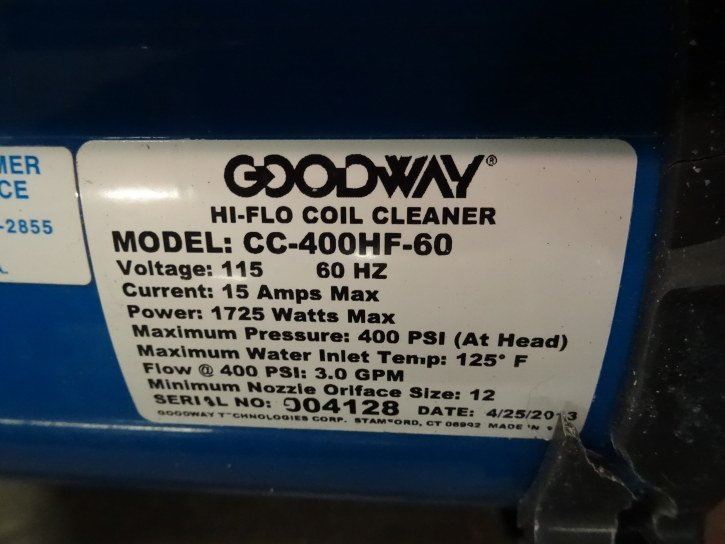 MER
CE
-2855
GOODWAY®
HI-FLO COIL CLEANER
MODEL: CC-400HF-60
Voltage: 115 60 HZ
Current: 15 Amps Max
Power: 1725 Watts Max
Maximum Pressure: 400 PSI (At Head)
Maximum Water Inlet Temp: 125° F
Flow @ 400 PSI: 3.0 GPM
Minimum Nozzle Oriface Size: 12
SERIAL NO: 004128 DATE: 4/25/2013
GOODWAY TECHNOLOGIES CORP. STAMFORD, CT 06902 MADE IN